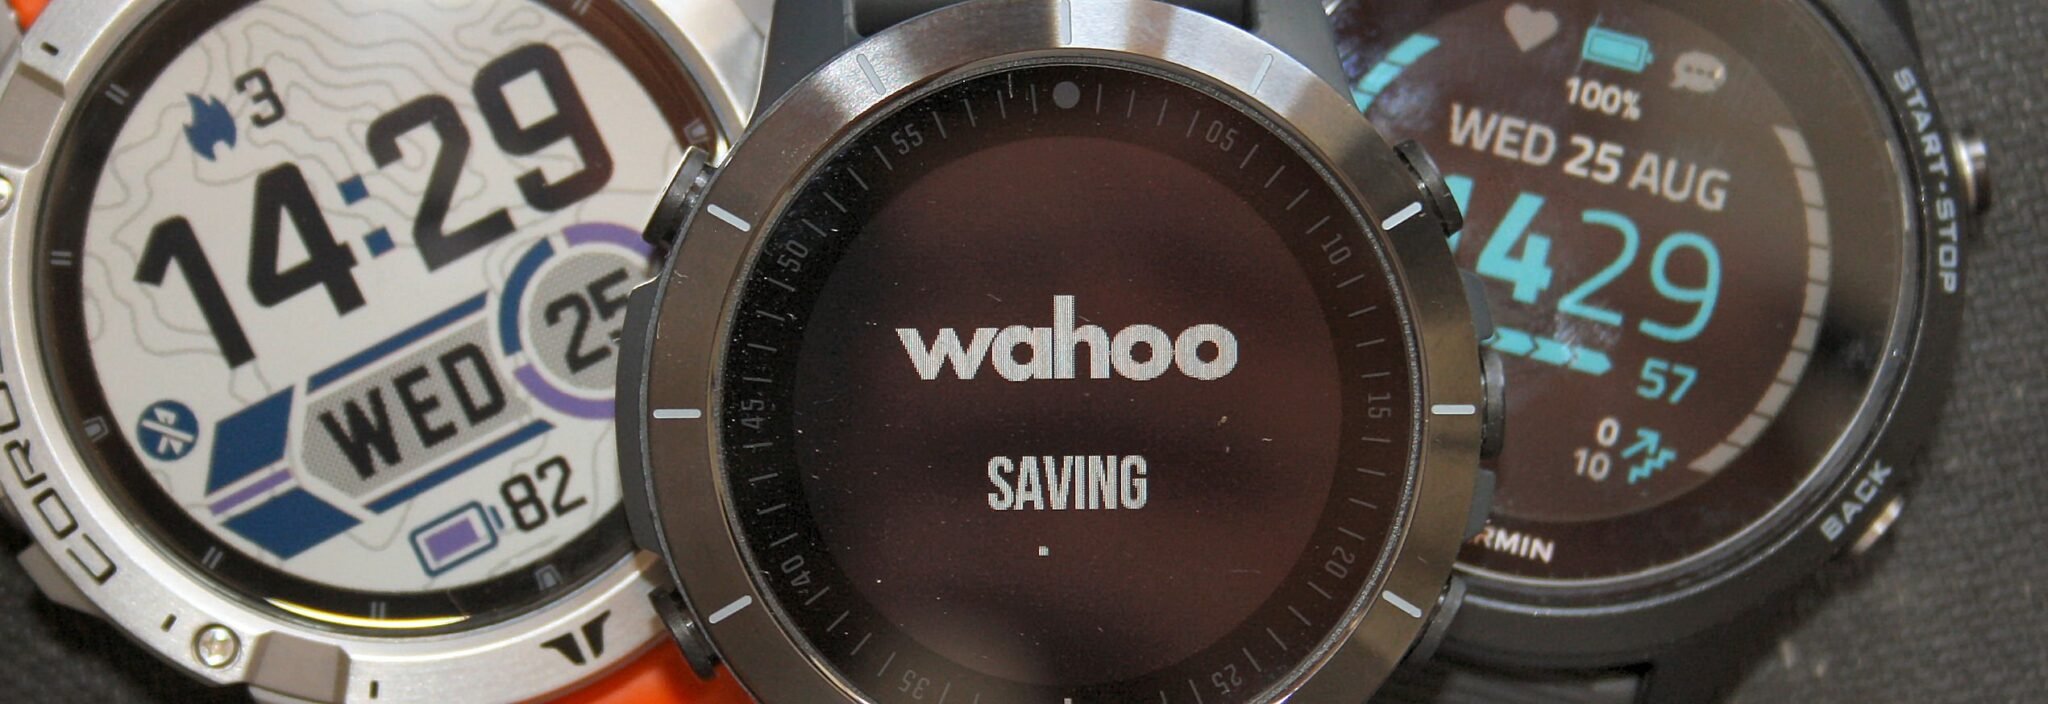 3
14:29
WED
25
82
COROS
55
05
50
10
45
15
40
20
35
25
wahoo
SAVING
.
100%
WED 25 AUG
1429
57
0
10
RMIN
START•STOP
BACK